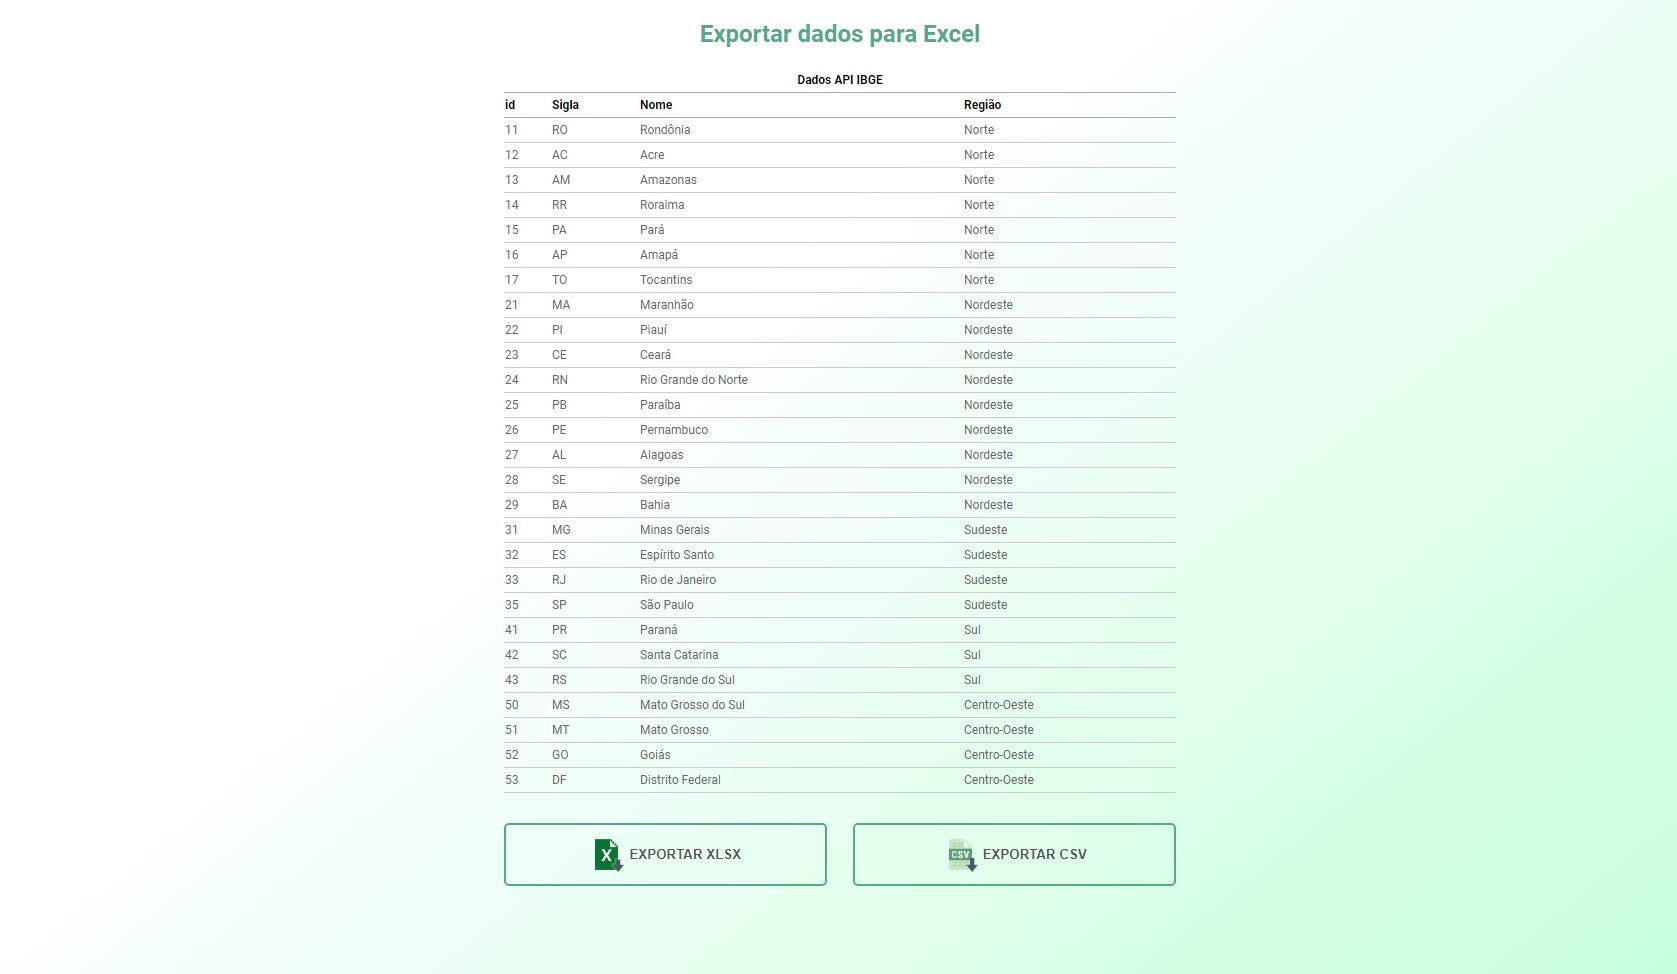 Exportar dados para Excel
Dados API IBGE
id Sigla Nome Região
11 RO Rondônia Norte
12 AC Acre Norte
13 AM Amazonas Norte
14 RR Roraima Norte
15 PA Pará Norte
16 AP Amapá Norte
17 TO Tocantins Norte
21 MA Maranhão Nordeste
22 PI Piauí Nordeste
23 CE Ceará Nordeste
24 RN Rio Grande do Norte Nordeste
25 PB Paraíba Nordeste
26 PE Pernambuco Nordeste
27 AL Alagoas Nordeste
28 SE Sergipe Nordeste
29 BA Bahia Nordeste
31 MG Minas Gerais Sudeste
32 ES Espírito Santo Sudeste
33 RJ Rio de Janeiro Sudeste
35 SP São Paulo Sudeste
41 PR Paraná Sul
42 SC Santa Catarina Sul
43 RS Rio Grande do Sul Sul
50 MS Mato Grosso do Sul Centro-Oeste
51 MT Mato Grosso Centro-Oeste
52 GO Goiás Centro-Oeste
53 DF Distrito Federal Centro-Oeste
X EXPORTAR XLSX CSV EXPORTAR CSV